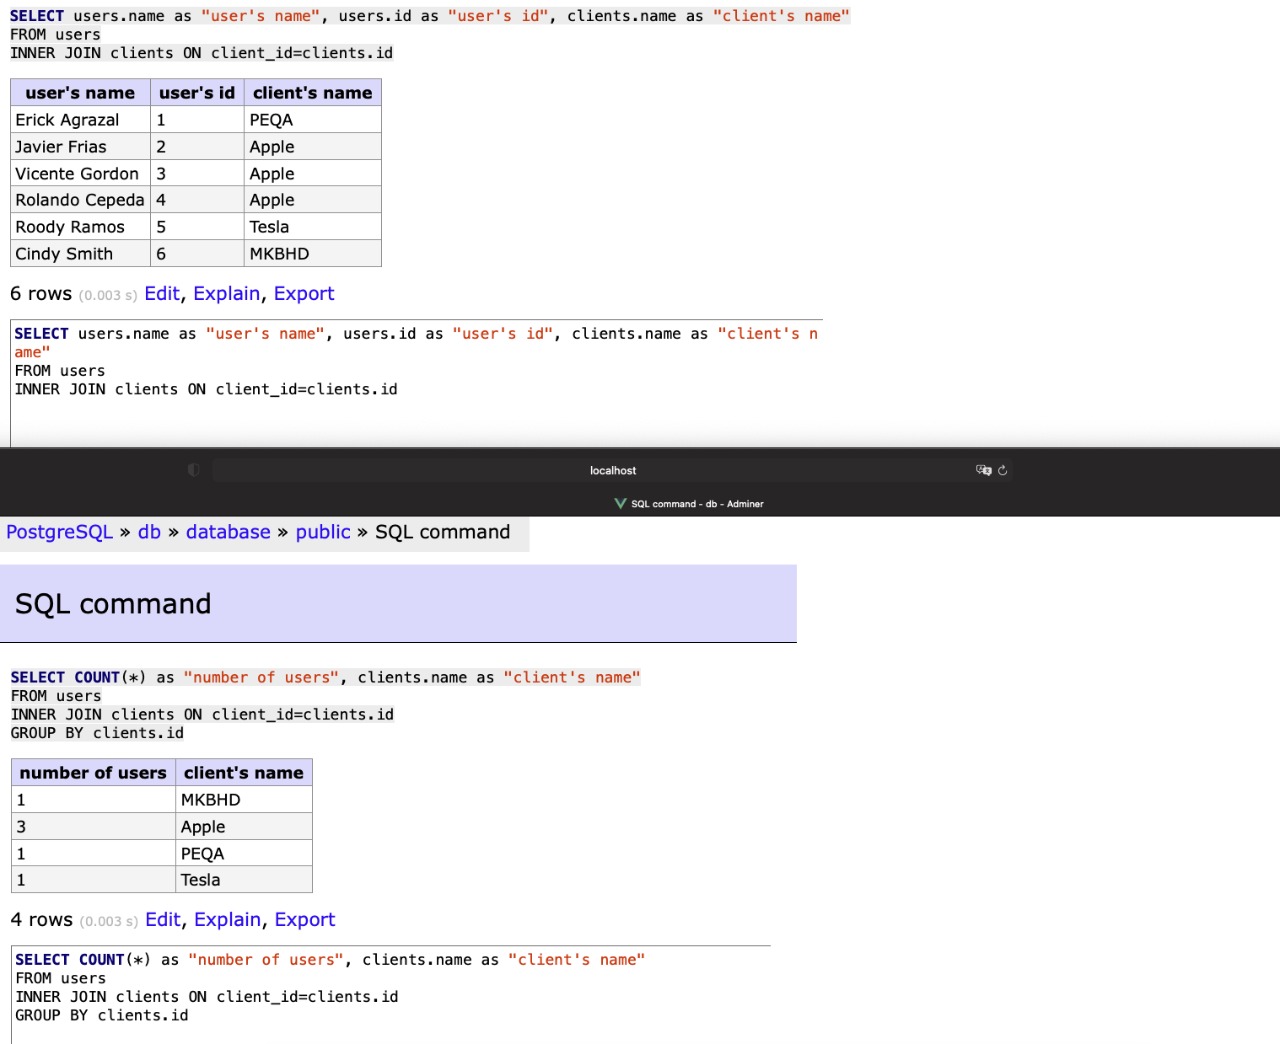 SELECT users.name as "user's name", users.id as "user's id", clients.name as "client's name"
FROM users
INNER JOIN clients ON client_id=clients.id
user's name user's id client's name
Erick Agrazal 1 PEQA
Javier Frias 2 Apple
Vicente Gordon 3 Apple
Rolando Cepeda 4 Apple
Roody Ramos 5 Tesla
Cindy Smith 6 MKBHD
6 rows (0.003 s) Edit, Explain, Export
SELECT users.name as "user's name", users.id as "user's id", clients.name as "client's n
ame"
FROM users
INNER JOIN clients ON client_id=clients.id
localhost
SQL command - db - Adminer
PostgreSQL » db » database » public » SQL command
SQL command
SELECT COUNT(*) as "number of users", clients.name as "client's name"
FROM users
INNER JOIN clients ON client_id=clients.id
GROUP BY clients.id
number of users client's name
1 MKBHD
3 Apple
1 PEQA
1 Tesla
4 rows (0.003 s) Edit, Explain, Export
SELECT COUNT(*) as "number of users", clients.name as "client's name"
FROM users
INNER JOIN clients ON client_id=clients.id
GROUP BY clients.id